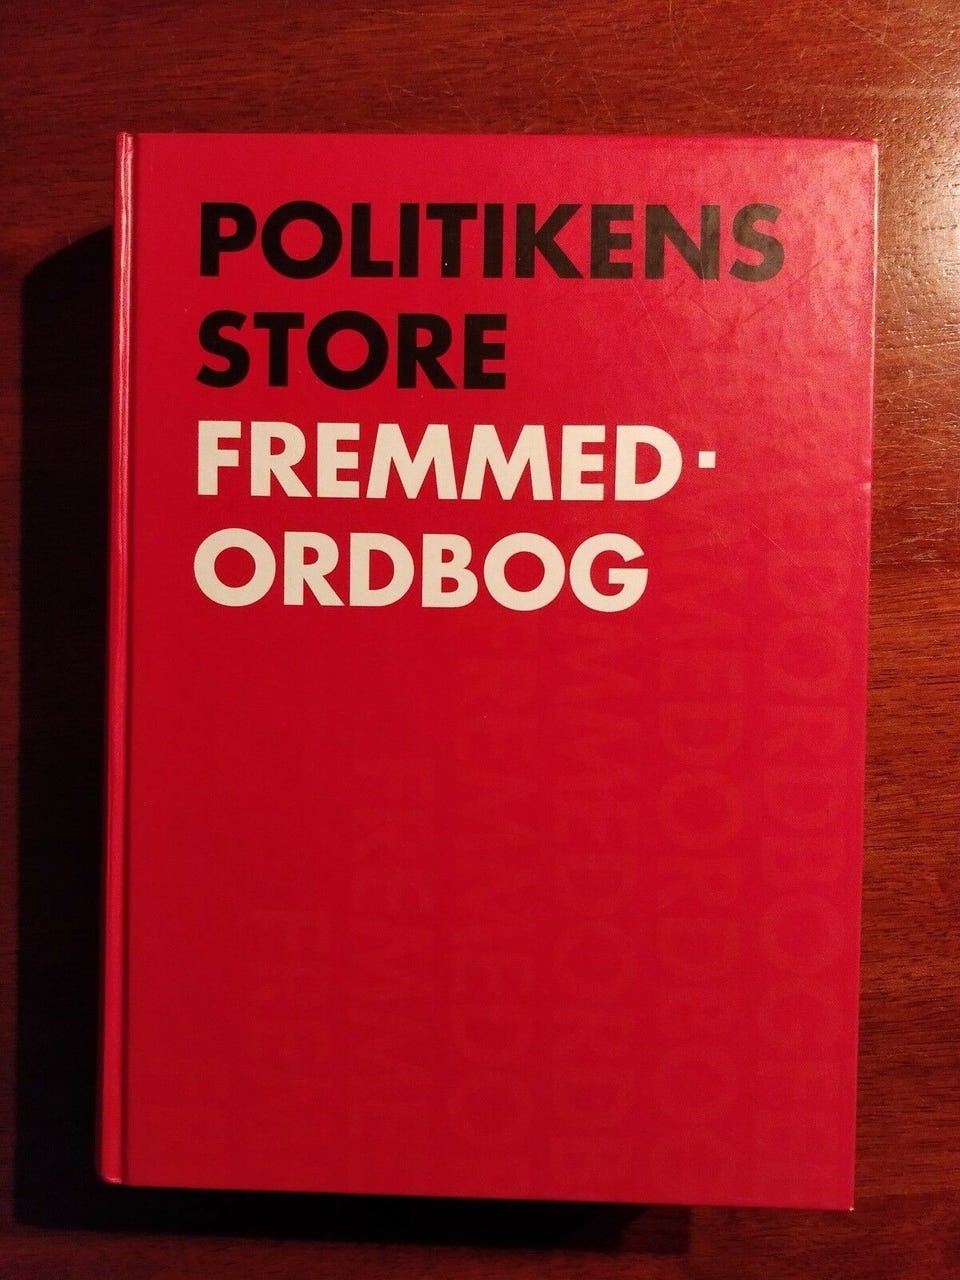 POLITIKENS
STORE
FREMMED·
ORDBOG